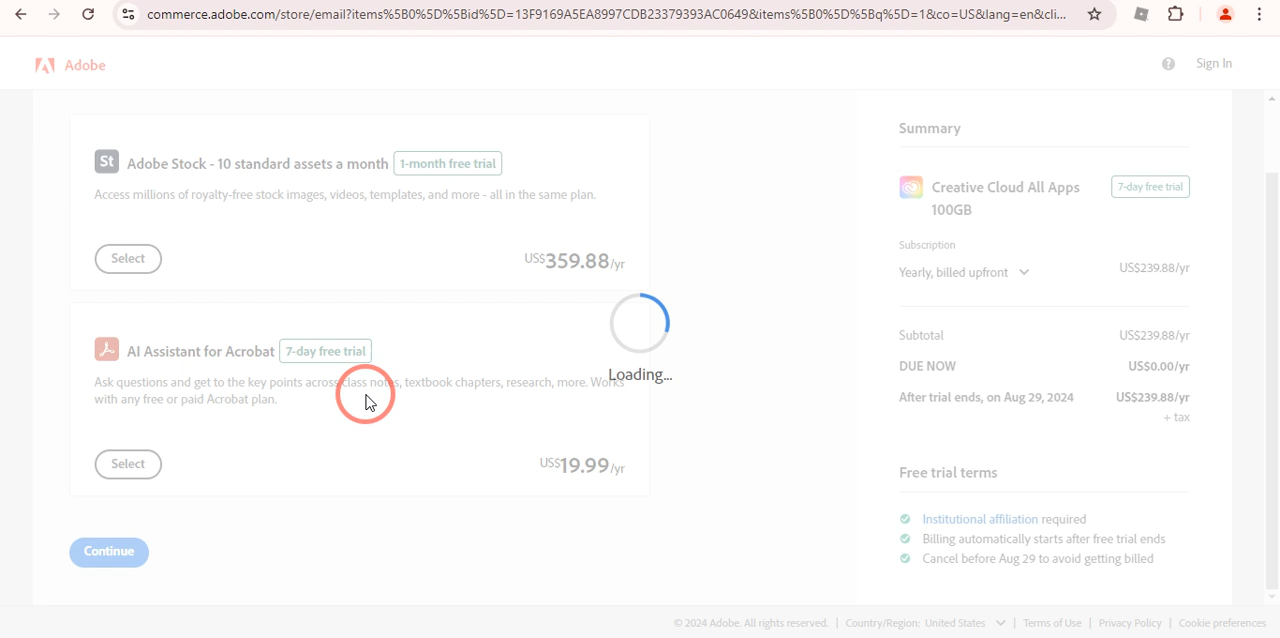 commerce.adobe.com/store/email?items%5B0%5D%5Bid%5D=13F9169A5EA8997CDB23379393AC0649&items%5B0%5D%5Bq%5D=1&co=US&lang=en&cli...
Adobe
Sign In
St Adobe Stock - 10 standard assets a month 1-month free trial
Access millions of royalty-free stock images, videos, templates, and more - all in the same plan.
Select
US$359.88/yr
AI Assistant for Acrobat 7-day free trial
Ask questions and get to the key points across class notes, textbook chapters, research, more. Works
with any free or paid Acrobat plan.
Select
US$19.99/yr
Continue
Loading...
Summary
Creative Cloud All Apps 7-day free trial
100GB
Subscription
Yearly, billed upfront US$239.88/yr
Subtotal US$239.88/yr
DUE NOW US$0.00/yr
After trial ends, on Aug 29, 2024 US$239.88/yr
+ tax
Free trial terms
Institutional affiliation required
Billing automatically starts after free trial ends
Cancel before Aug 29 to avoid getting billed
© 2024 Adobe. All rights reserved. | Country/Region: United States | Terms of Use | Privacy Policy | Cookie preferences